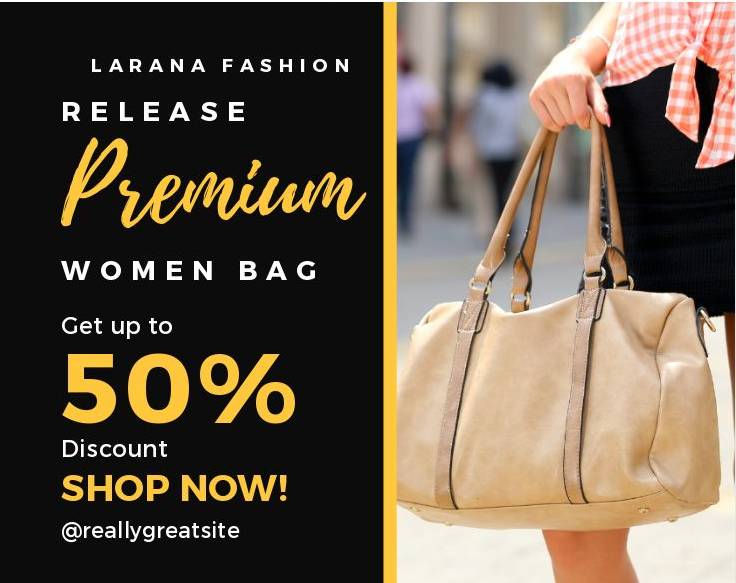 LARANA FASHION
RELEASE
Premium
WOMEN BAG
Get up to
50%
Discount
SHOP NOW!
@reallygreatsite